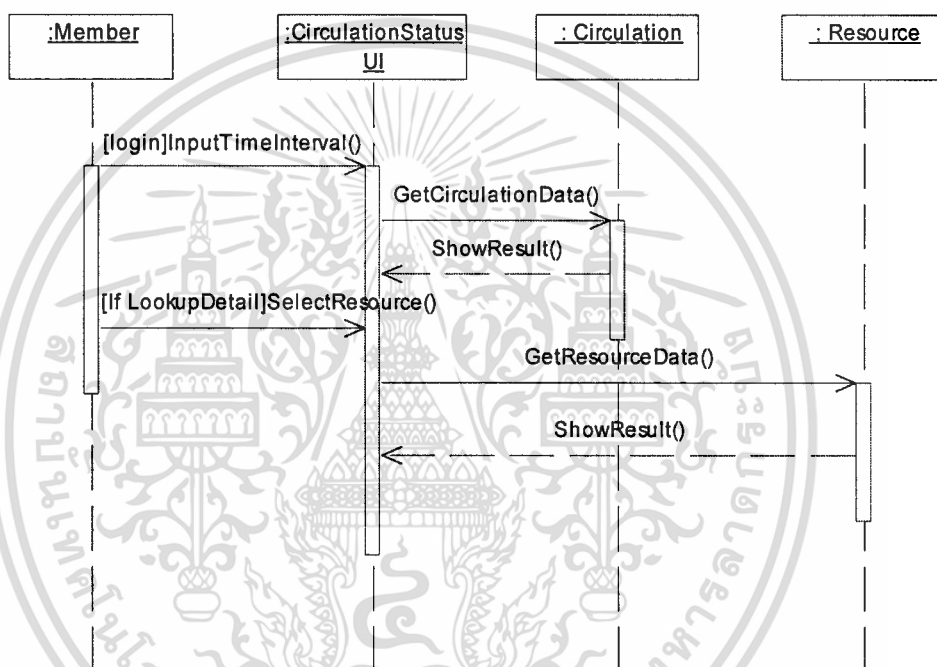 :Member
:CirculationStatus
UI
: Circulation
: Resource
[login]InputTimeInterval()
GetCirculationData()
ShowResult()
[If LookupDetail]SelectResource()
GetResourceData()
ShowResult()